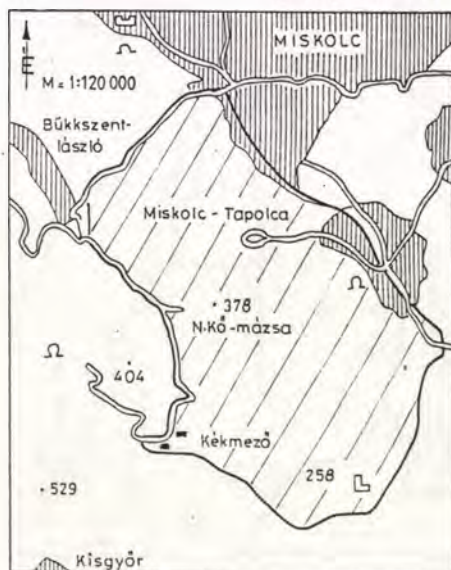 MISKOLC
É
M = 1:120 000
Bükkszent-
lászló
Miskolc - Tapolca
378
N.Kő-mázsa
404
Kékmező
258
529
Kisgyőr